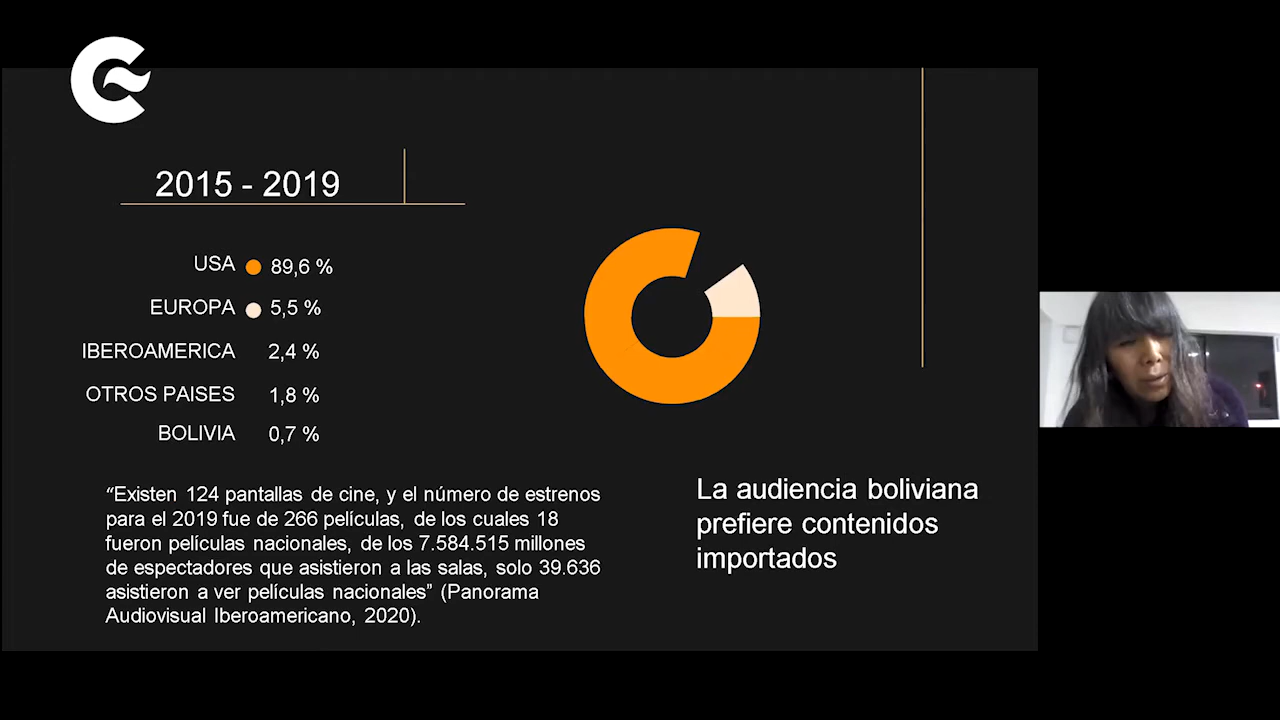 2015 - 2019
USA 89,6 %
EUROPA 5,5 %
IBEROAMERICA 2,4 %
OTROS PAISES 1,8 %
BOLIVIA 0,7 %
“Existen 124 pantallas de cine, y el número de estrenos
para el 2019 fue de 266 películas, de los cuales 18
fueron películas nacionales, de los 7.584.515 millones
de espectadores que asistieron a las salas, solo 39.636
asistieron a ver películas nacionales” (Panorama
Audiovisual Iberoamericano, 2020).
La audiencia boliviana
prefiere contenidos
importados